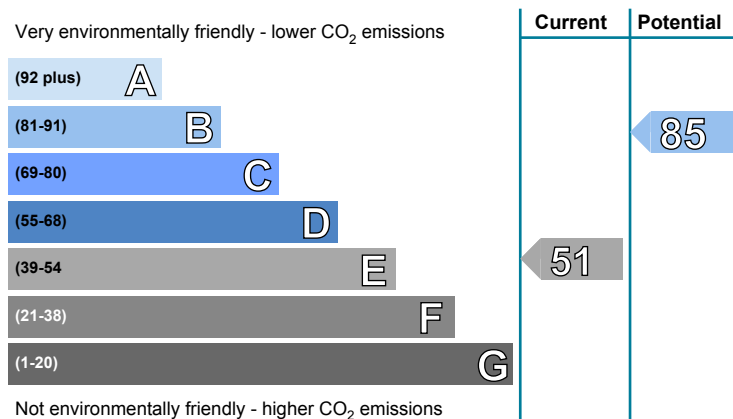 Very environmentally friendly - lower CO2 emissions
Current
Potential
(92 plus) A
(81-91) B
85
(69-80) C
(55-68) D
(39-54 E
51
(21-38) F
(1-20) G
Not environmentally friendly - higher CO2 emissions